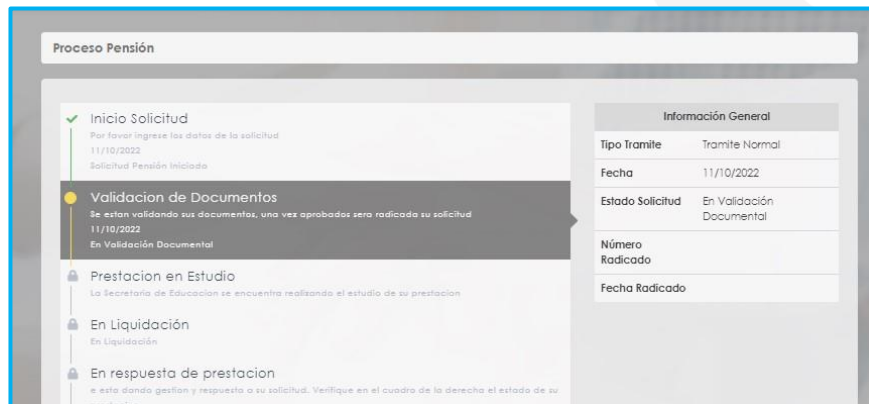 Proceso Pensión
Inicio Solicitud
Por favor ingrese los datos de la solicitud
11/10/2022
Solicitud Pensión Iniciado
Validacion de Documentos
Se estan validando sus documentos, una vez aprobados sera radicada su solicitud
11/10/2022
En Validación Documental
Prestacion en Estudio
La Secretaria de Educacion se encuentra realizando el estudio de su prestacion
En Liquidación
En Liquidación
En respuesta de prestacion
e esta dando gestion y respuesta a su solicitud. Verifique en el cuadro de la derecha el estado de su
Información General
Tipo Tramite Tramite Normal
Fecha 11/10/2022
Estado Solicitud En Validación
Documental
Número
Radicado
Fecha Radicado